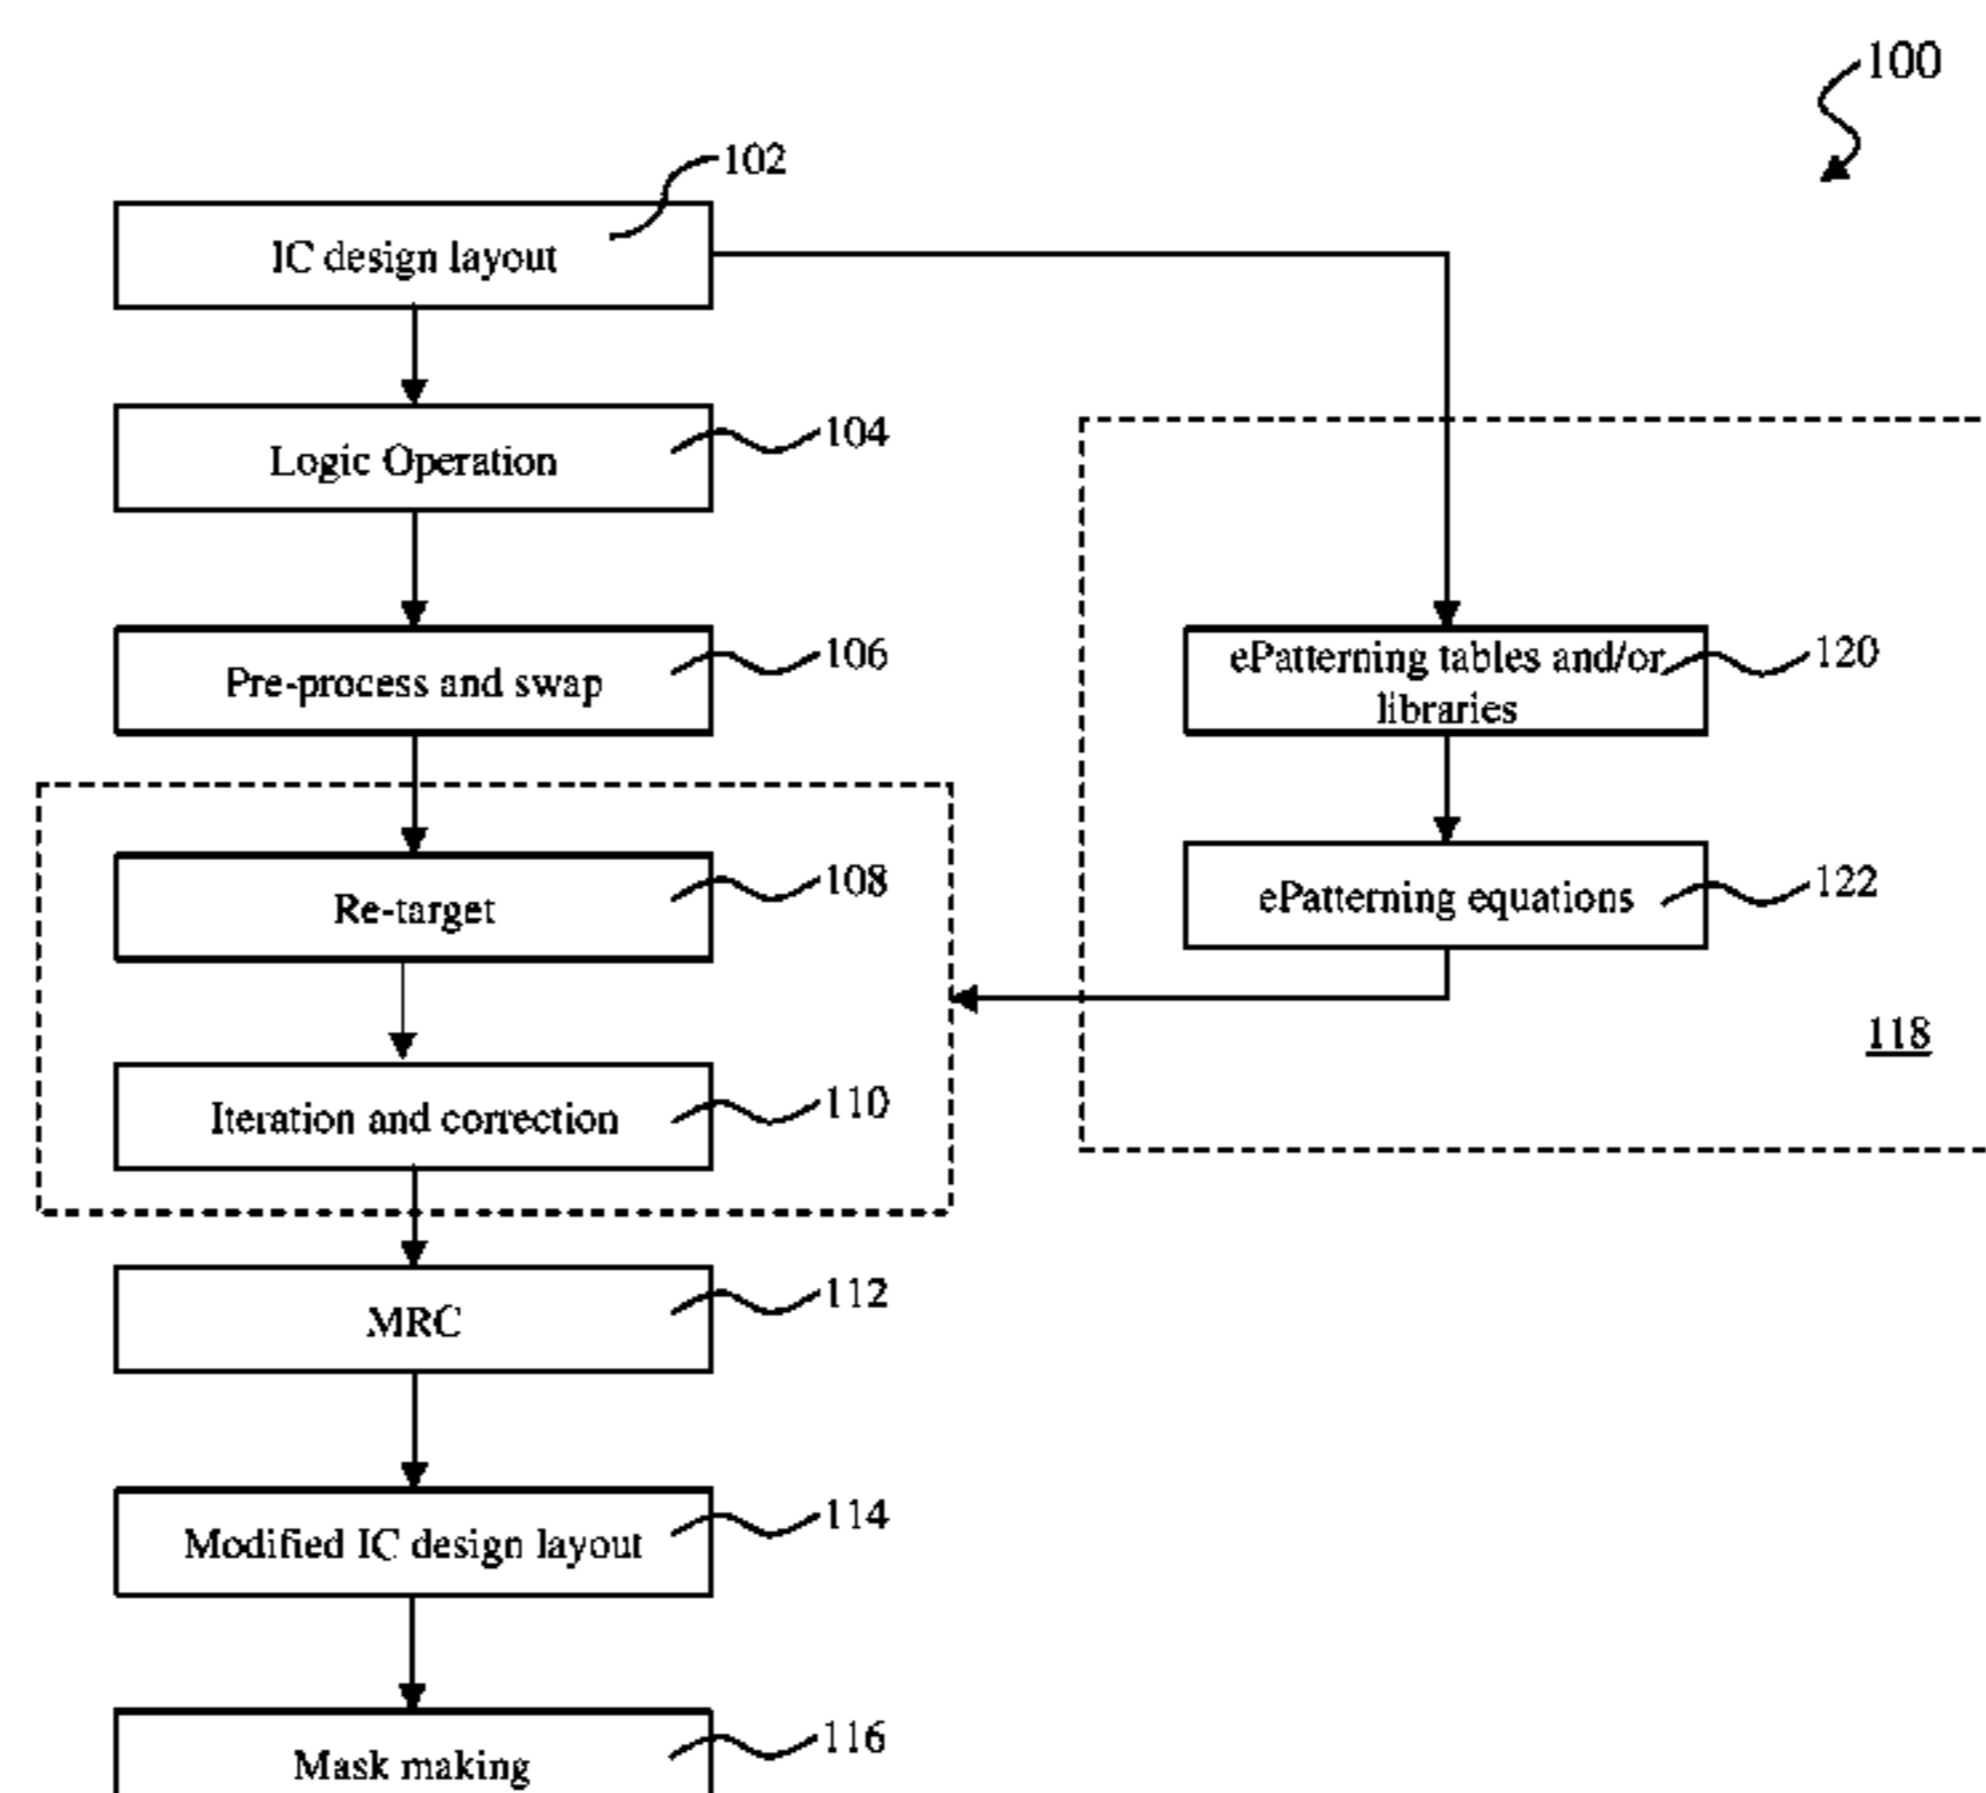 100
102
IC design layout
Logic Operation
104
Pre-process and swap
106
ePatterning tables and/or
libraries
120
Re-target
108
ePatterning equations
122
118
Iteration and correction
110
MRC
112
Modified IC design layout
114
Mask making
116